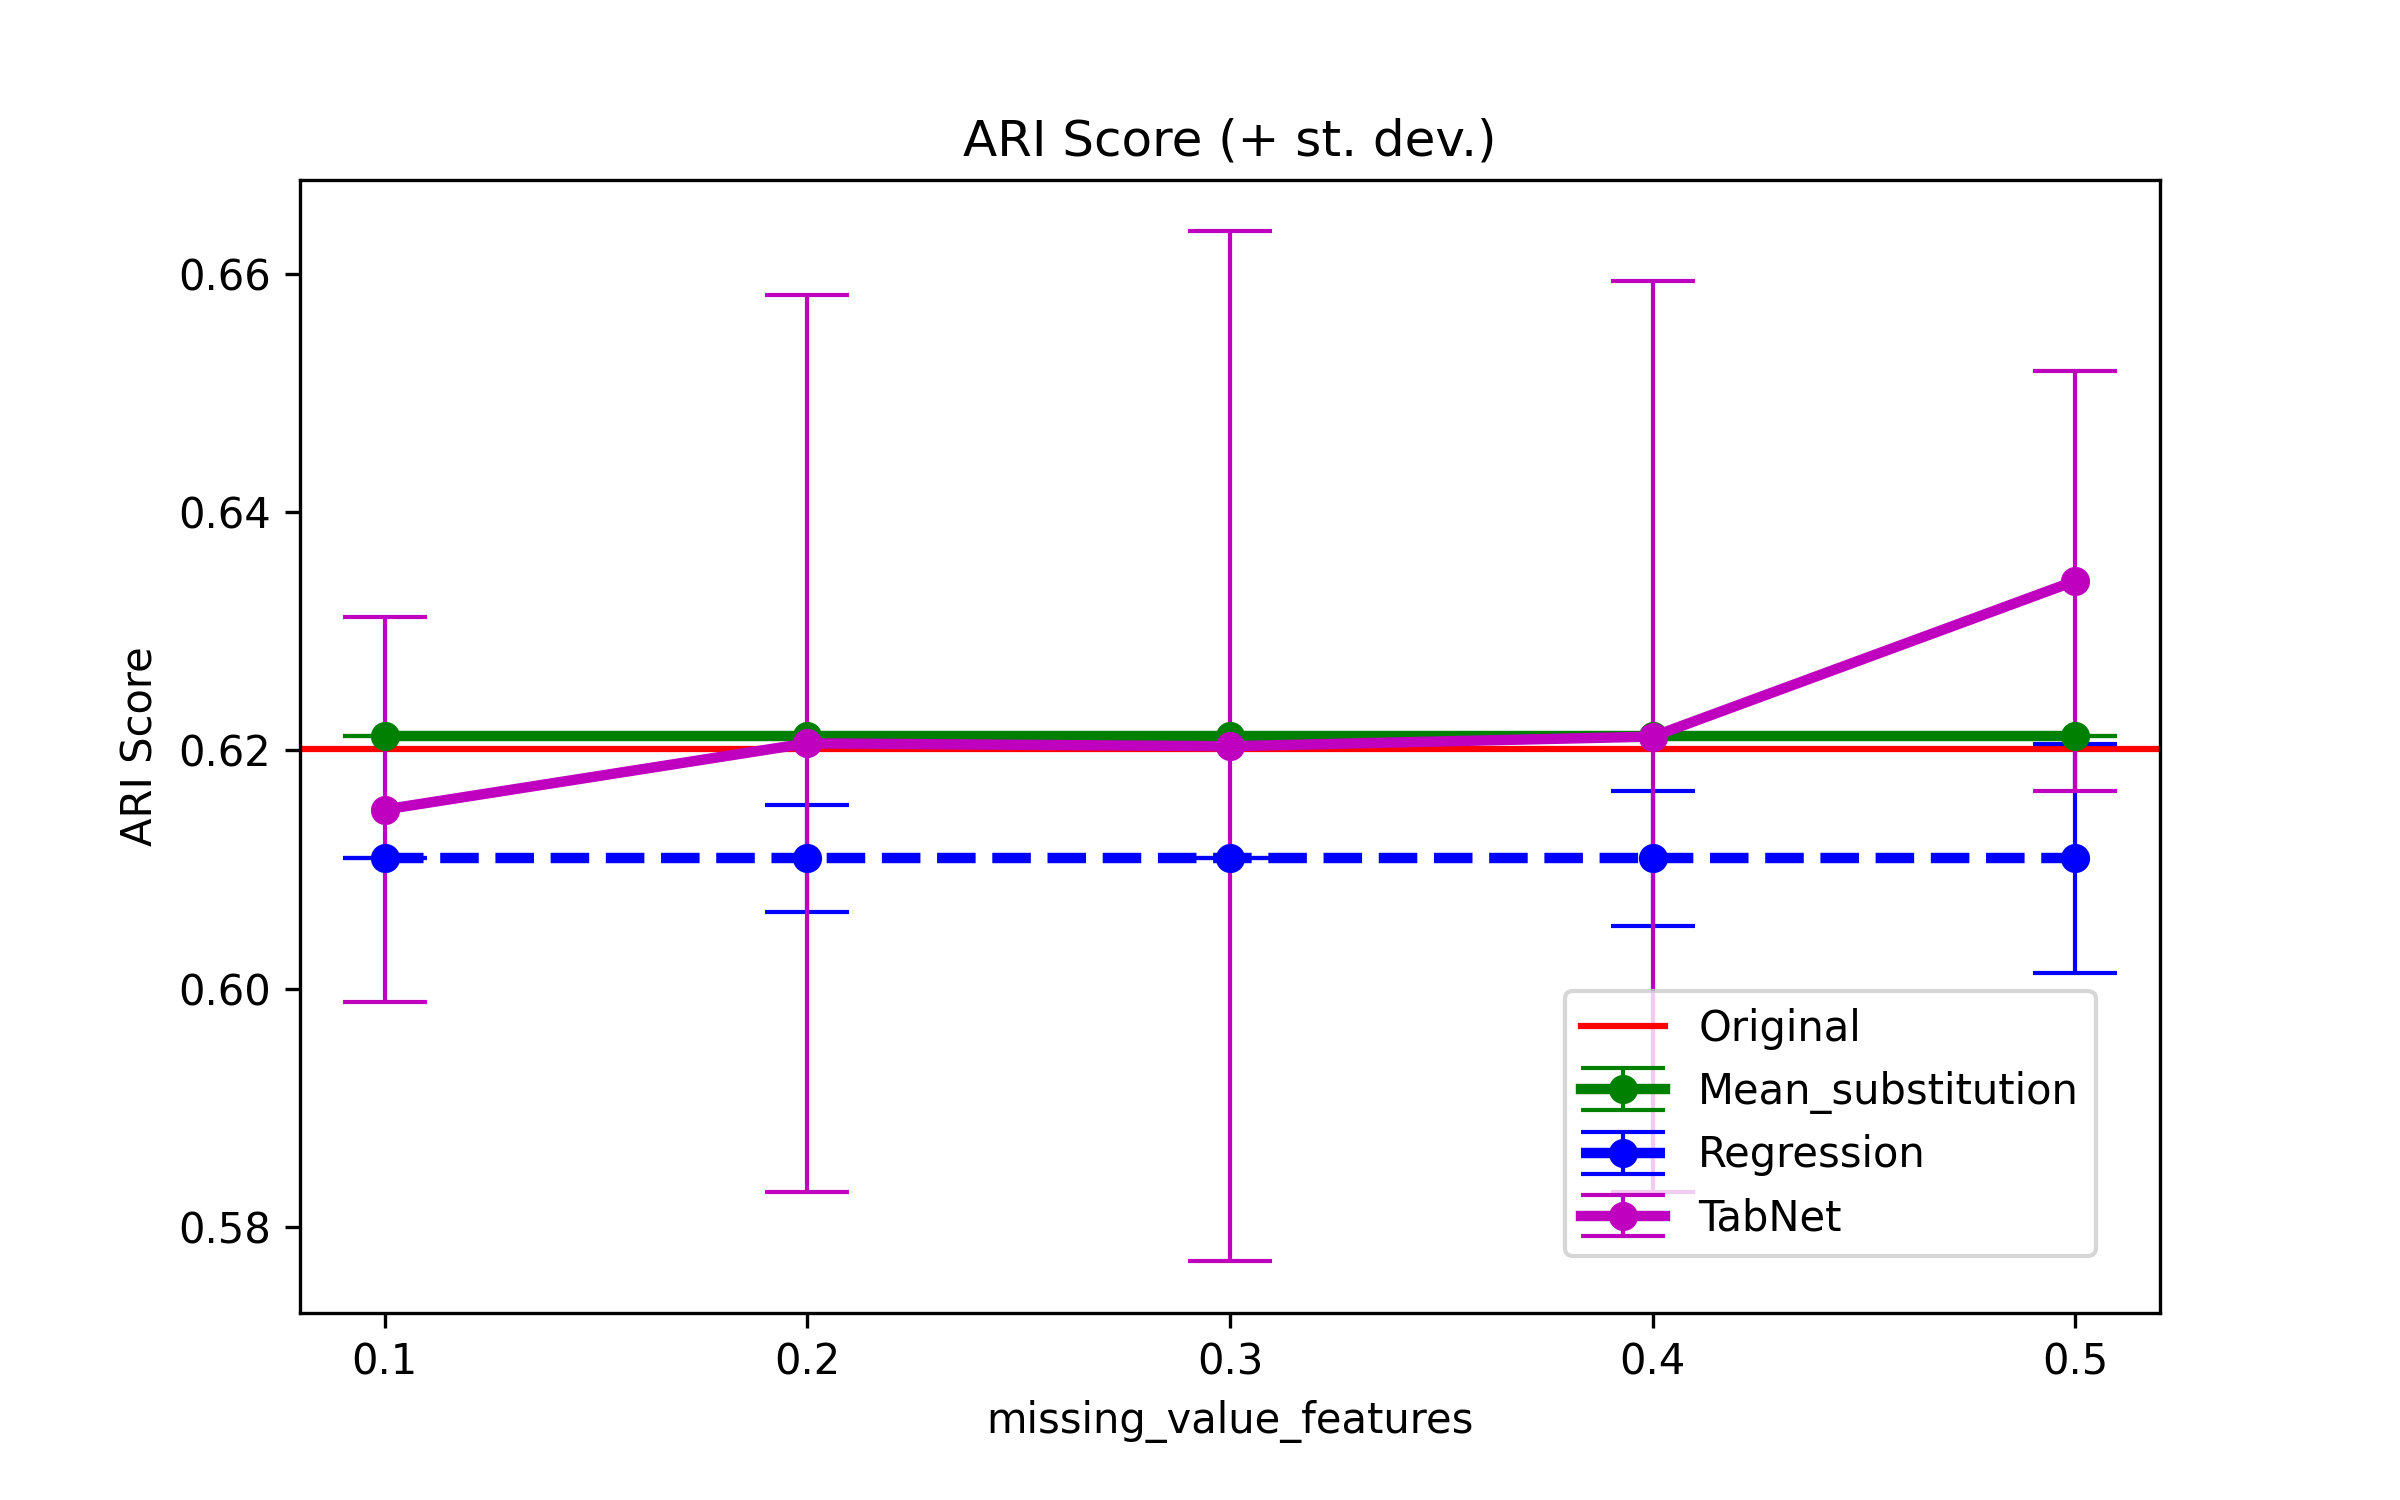 ARI Score (+ st. dev.)
ARI Score
0.66
0.64
0.62
0.60
0.58
Original
Mean_substitution
Regression
TabNet
0.1 0.2 0.3 0.4 0.5
missing_value_features